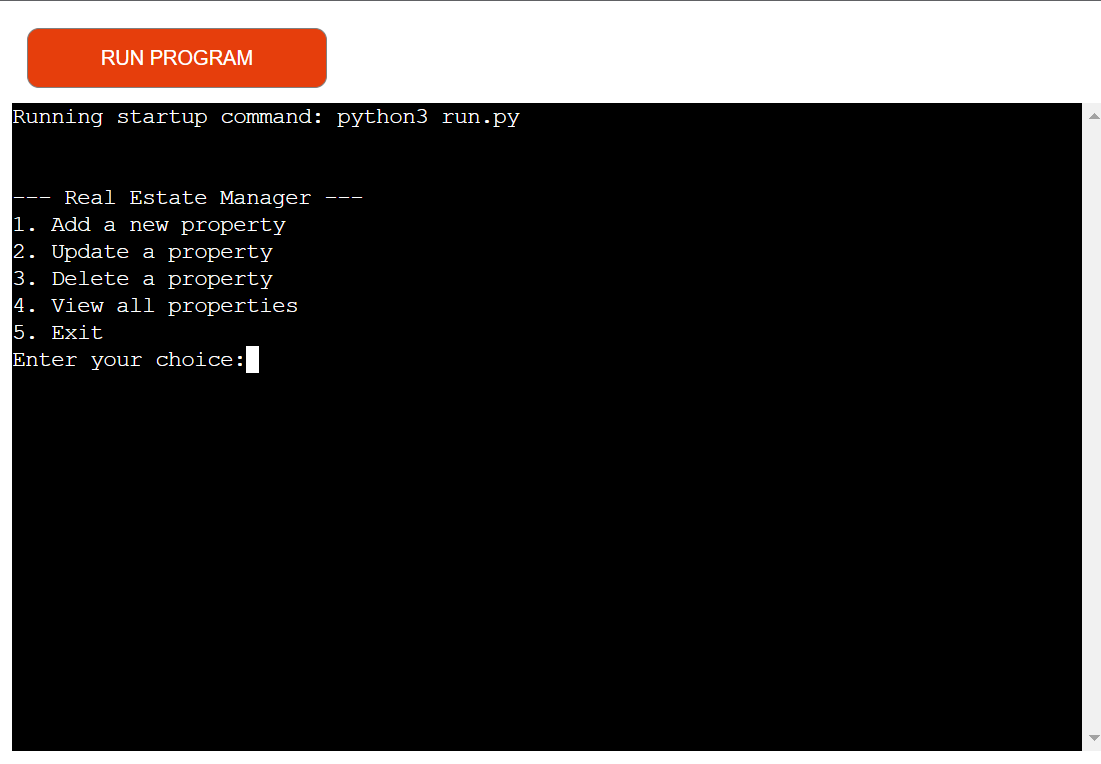 RUN PROGRAM
Running startup command: python3 run.py
--- Real Estate Manager ---
1. Add a new property
2. Update a property
3. Delete a property
4. View all properties
5. Exit
Enter your choice: